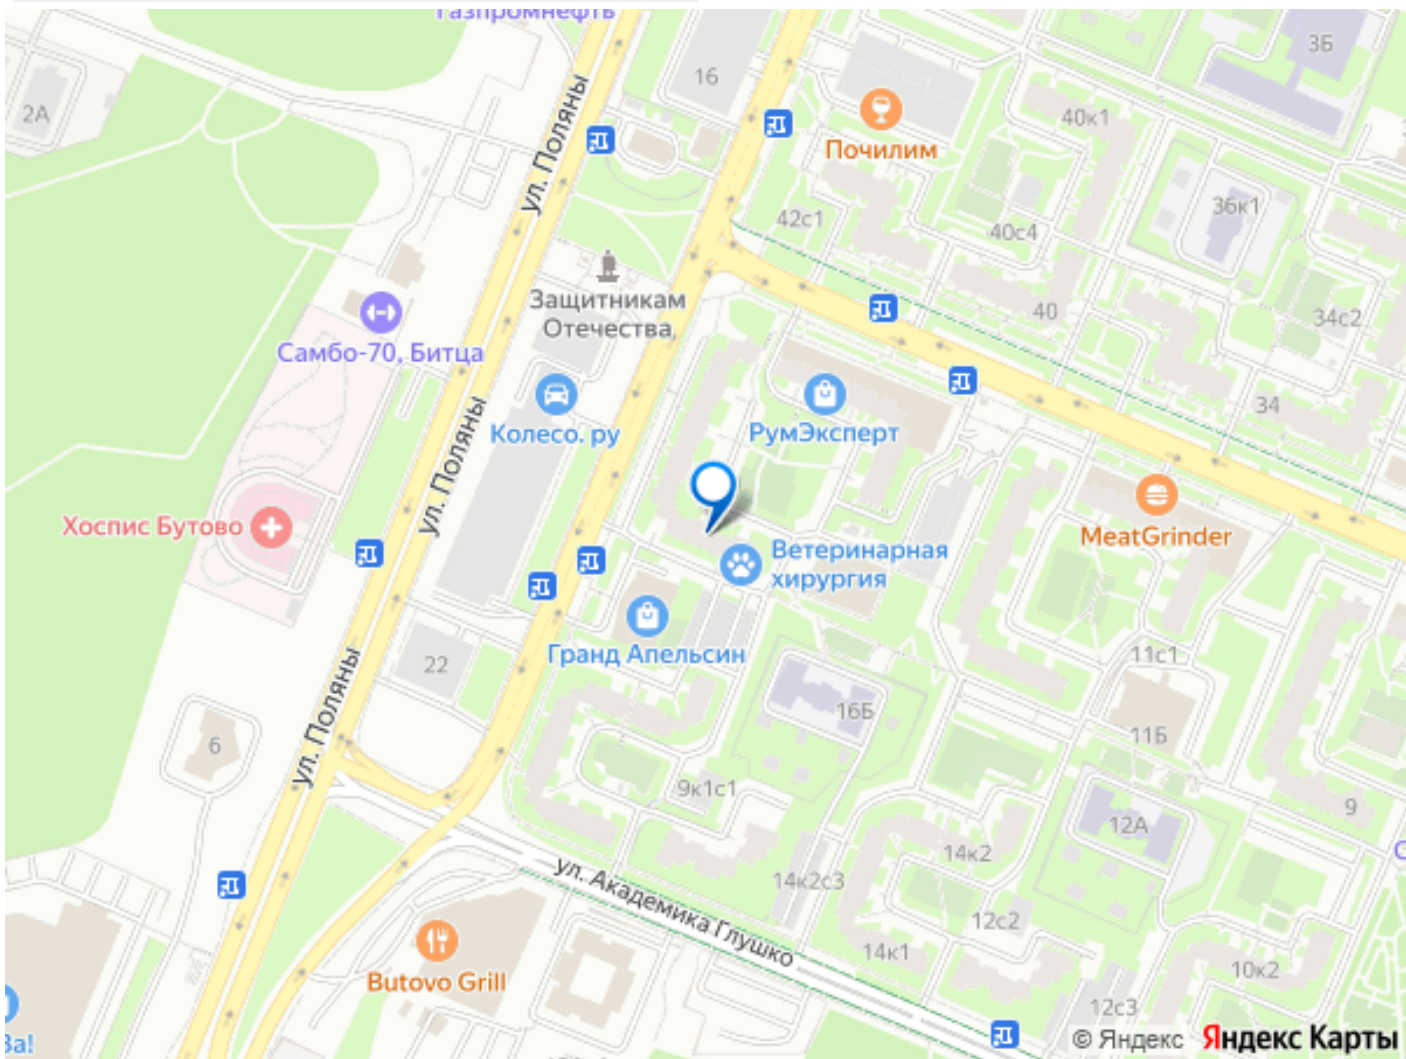 Газпромнефть
3Б
16
2А
ул. Поляны
40к1
Почилим
36к1
42с1
40с4
Защитникам
Отечества,
40
34с2
Самбо-70, Битца
34
Колесо. ру
РумЭксперт
ул. Поляны
Хоспис Бутово
MeatGrinder
Ветеринарная
хирургия
Гранд Апельсин
22
11с1
16Б
11Б
ул. Поляны
6
9к1с1
9
12А
14к2
С
ул. Академика Глушко
14к2с3
12с2
14к1
10к2
Butovo Grill
12с3
За!
© Яндекс Яндекс Карты